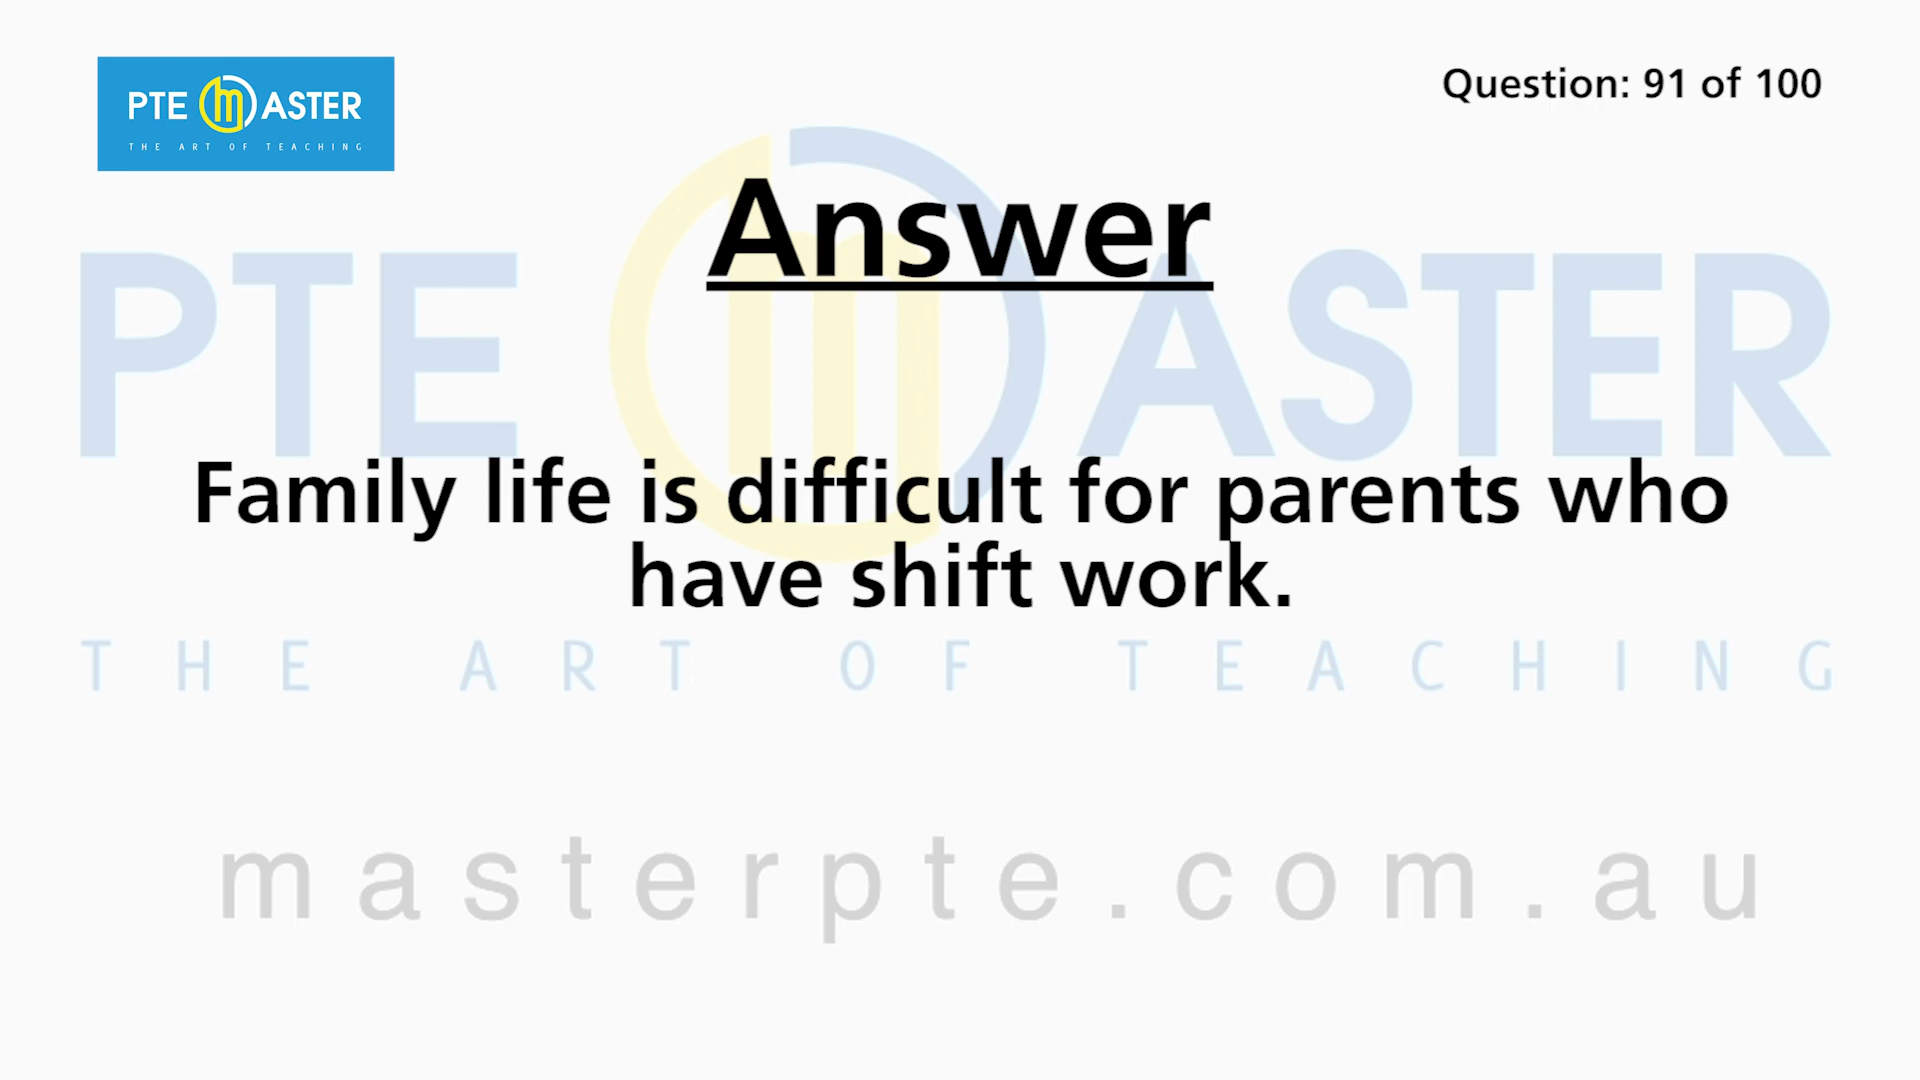 PTE MASTER
THE ART OF TEACHING
Question: 91 of 100
Answer
PTE MASTER
Family life is difficult for parents who
have shift work.
THE ART OF TEACHING
masterpte.com.au